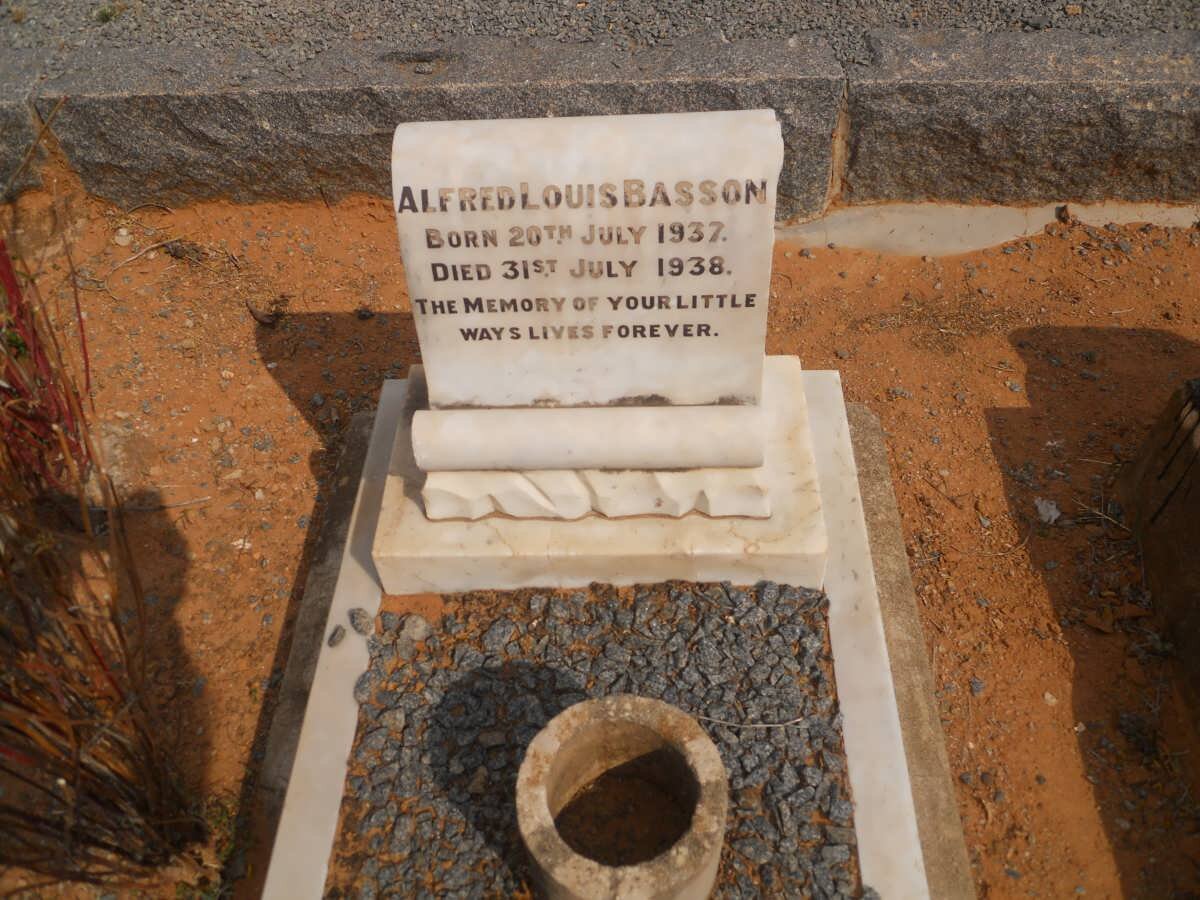 ALFRED LOUIS BASSON
BORN 20TH JULY 1937.
DIED 31ST JULY 1938.
THE MEMORY OF YOUR LITTLE
WAYS LIVES FOREVER.